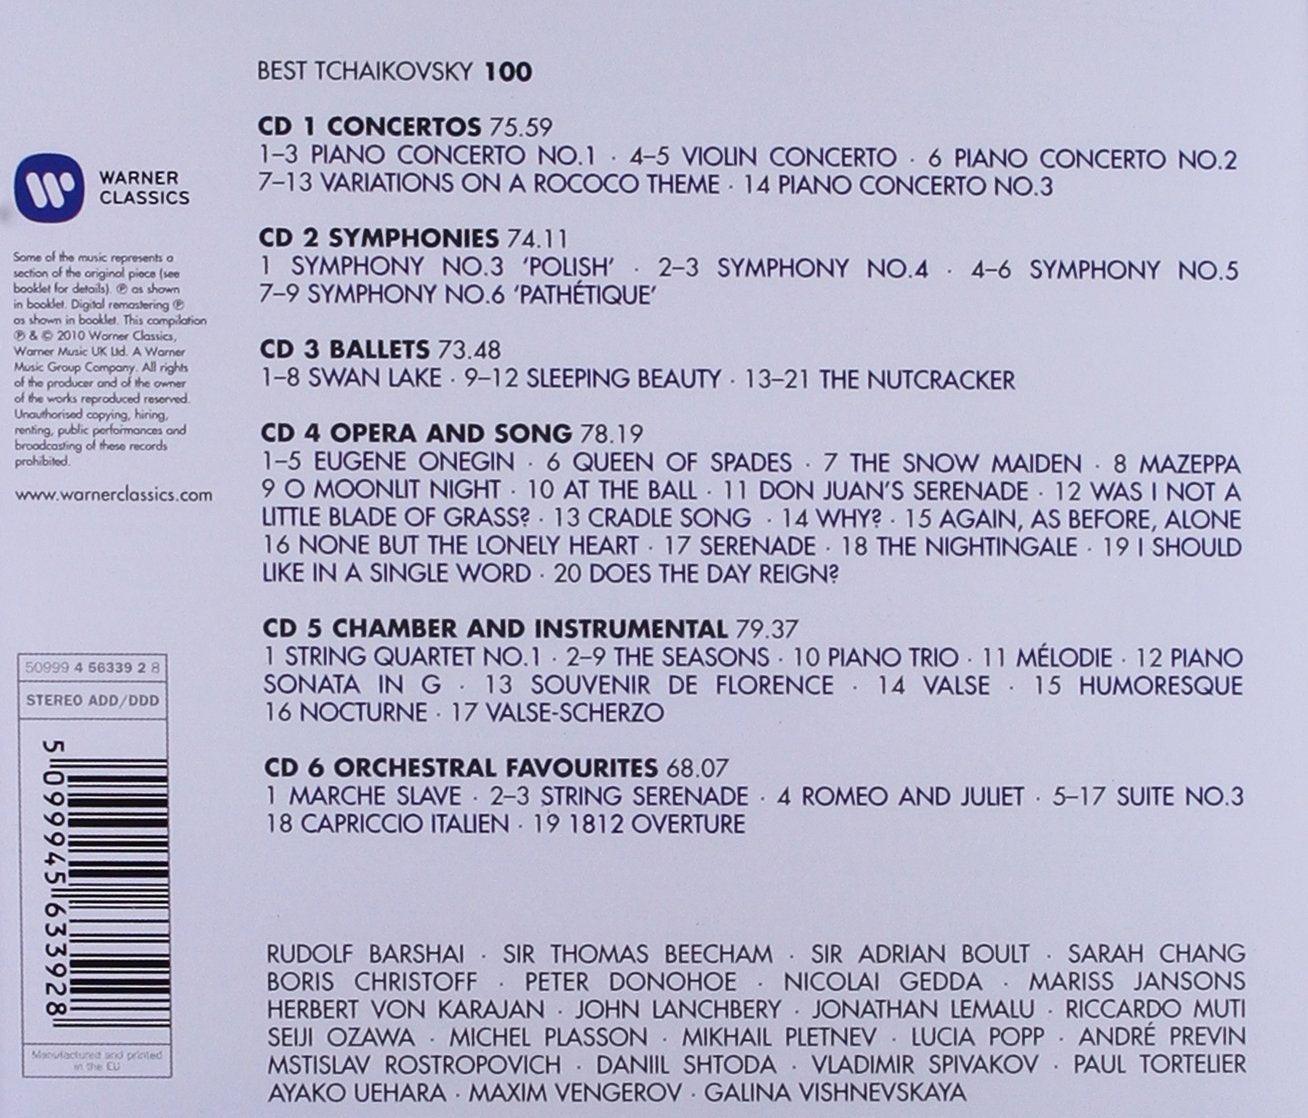 BEST TCHAIKOVSKY 100
CD 1 CONCERTOS 75.59
1–3 PIANO CONCERTO NO.1 · 4–5 VIOLIN CONCERTO · 6 PIANO CONCERTO NO.2
7–13 VARIATIONS ON A ROCOCO THEME · 14 PIANO CONCERTO NO.3
CD 2 SYMPHONIES 74.11
1 SYMPHONY NO.3 ‘POLISH’ · 2–3 SYMPHONY NO.4 · 4–6 SYMPHONY NO.5
7–9 SYMPHONY NO.6 ‘PATHÉTIQUE’
CD 3 BALLETS 73.48
1–8 SWAN LAKE · 9–12 SLEEPING BEAUTY · 13–21 THE NUTCRACKER
CD 4 OPERA AND SONG 78.19
1–5 EUGENE ONEGIN · 6 QUEEN OF SPADES · 7 THE SNOW MAIDEN · 8 MAZEPPA
9 O MOONLIT NIGHT · 10 AT THE BALL · 11 DON JUAN’S SERENADE · 12 WAS I NOT A
LITTLE BLADE OF GRASS? · 13 CRADLE SONG · 14 WHY? · 15 AGAIN, AS BEFORE, ALONE
16 NONE BUT THE LONELY HEART · 17 SERENADE · 18 THE NIGHTINGALE · 19 I SHOULD
LIKE IN A SINGLE WORD · 20 DOES THE DAY REIGN?
CD 5 CHAMBER AND INSTRUMENTAL 79.37
1 STRING QUARTET NO.1 · 2–9 THE SEASONS · 10 PIANO TRIO · 11 MÉLODIE · 12 PIANO
SONATA IN G · 13 SOUVENIR DE FLORENCE · 14 VALSE · 15 HUMORESQUE
16 NOCTURNE · 17 VALSE-SCHERZO
CD 6 ORCHESTRAL FAVOURITES 68.07
1 MARCHE SLAVE · 2–3 STRING SERENADE · 4 ROMEO AND JULIET · 5–17 SUITE NO.3
18 CAPRICCIO ITALIEN · 19 1812 OVERTURE
RUDOLF BARSHAI · SIR THOMAS BEECHAM · SIR ADRIAN BOULT · SARAH CHANG
BORIS CHRISTOFF · PETER DONOHOE · NICOLAI GEDDA · MARISS JANSONS
HERBERT VON KARAJAN · JOHN LANCHBERY · JONATHAN LEMALU · RICCARDO MUTI
SEIJI OZAWA · MICHEL PLASSON · MIKHAIL PLETNEV · LUCIA POPP · ANDRÉ PREVIN
MSTISLAV ROSTROPOVICH · DANIIL SHTODA · VLADIMIR SPIVAKOV · PAUL TORTELIER
AYAKO UEHARA · MAXIM VENGEROV · GALINA VISHNEVSKAYA
WARNER
CLASSICS
Some of the music represents a
section of the original piece (see
booklet for details). ℗ as shown
in booklet. Digital remastering ℗
as shown in booklet. This compilation
℗ & © 2010 Warner Classics,
Warner Music UK Ltd. A Warner
Music Group Company. All rights
of the producer and of the owner
of the works reproduced reserved.
Unauthorised copying, hiring,
renting, public performances and
broadcasting of these records
prohibited.
www.warnerclassics.com
50999 4 56339 2 8
STEREO ADD/DDD
5 099945 633928
Manufactured and printed
in the EU